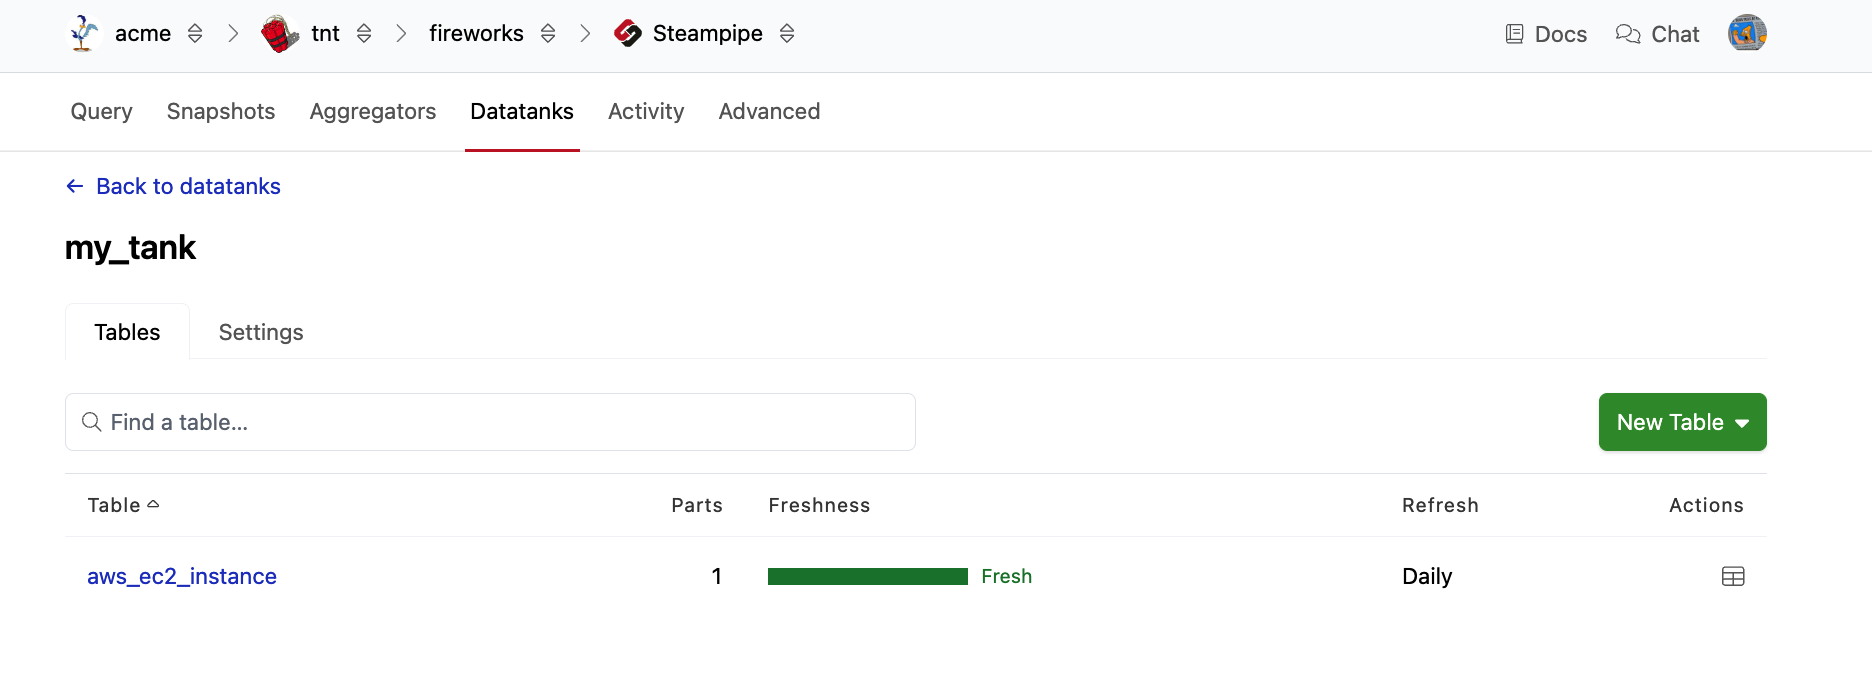 acme tnt fireworks Steampipe Docs Chat
Query Snapshots Aggregators Datatanks Activity Advanced
Back to datatanks
my_tank
Tables Settings
Find a table... New Table
Table Parts Freshness Refresh Actions
aws_ec2_instance 1 Fresh Daily